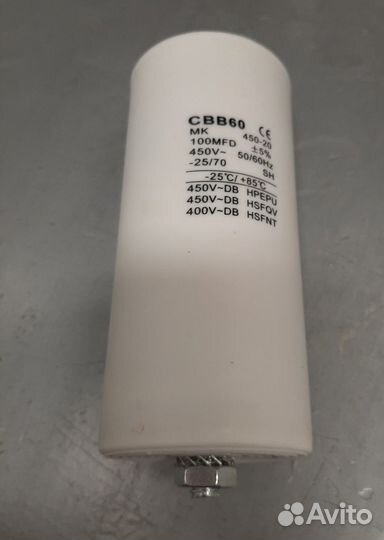 CBB60 CE
MK 450-20
100MFD ±5%
450V~ 50/60Hz
-25/70 SH
-25℃/+85℃
450V~DB HPEPU
450V~DB HSFQV
400V~DB HSFNT
Avito